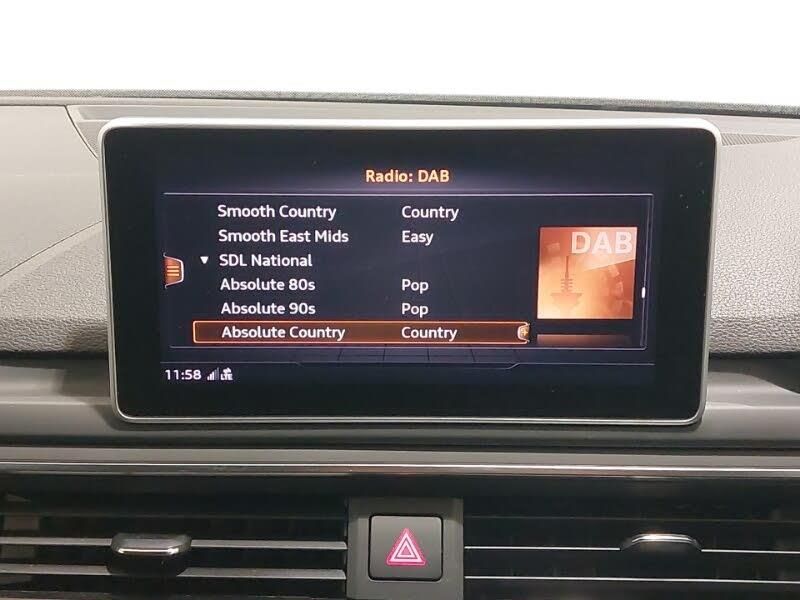 Radio: DAB
Smooth Country Country
Smooth East Mids Easy
▼ SDL National
Absolute 80s Pop
Absolute 90s Pop
Absolute Country Country
DAB
11:58 LTE